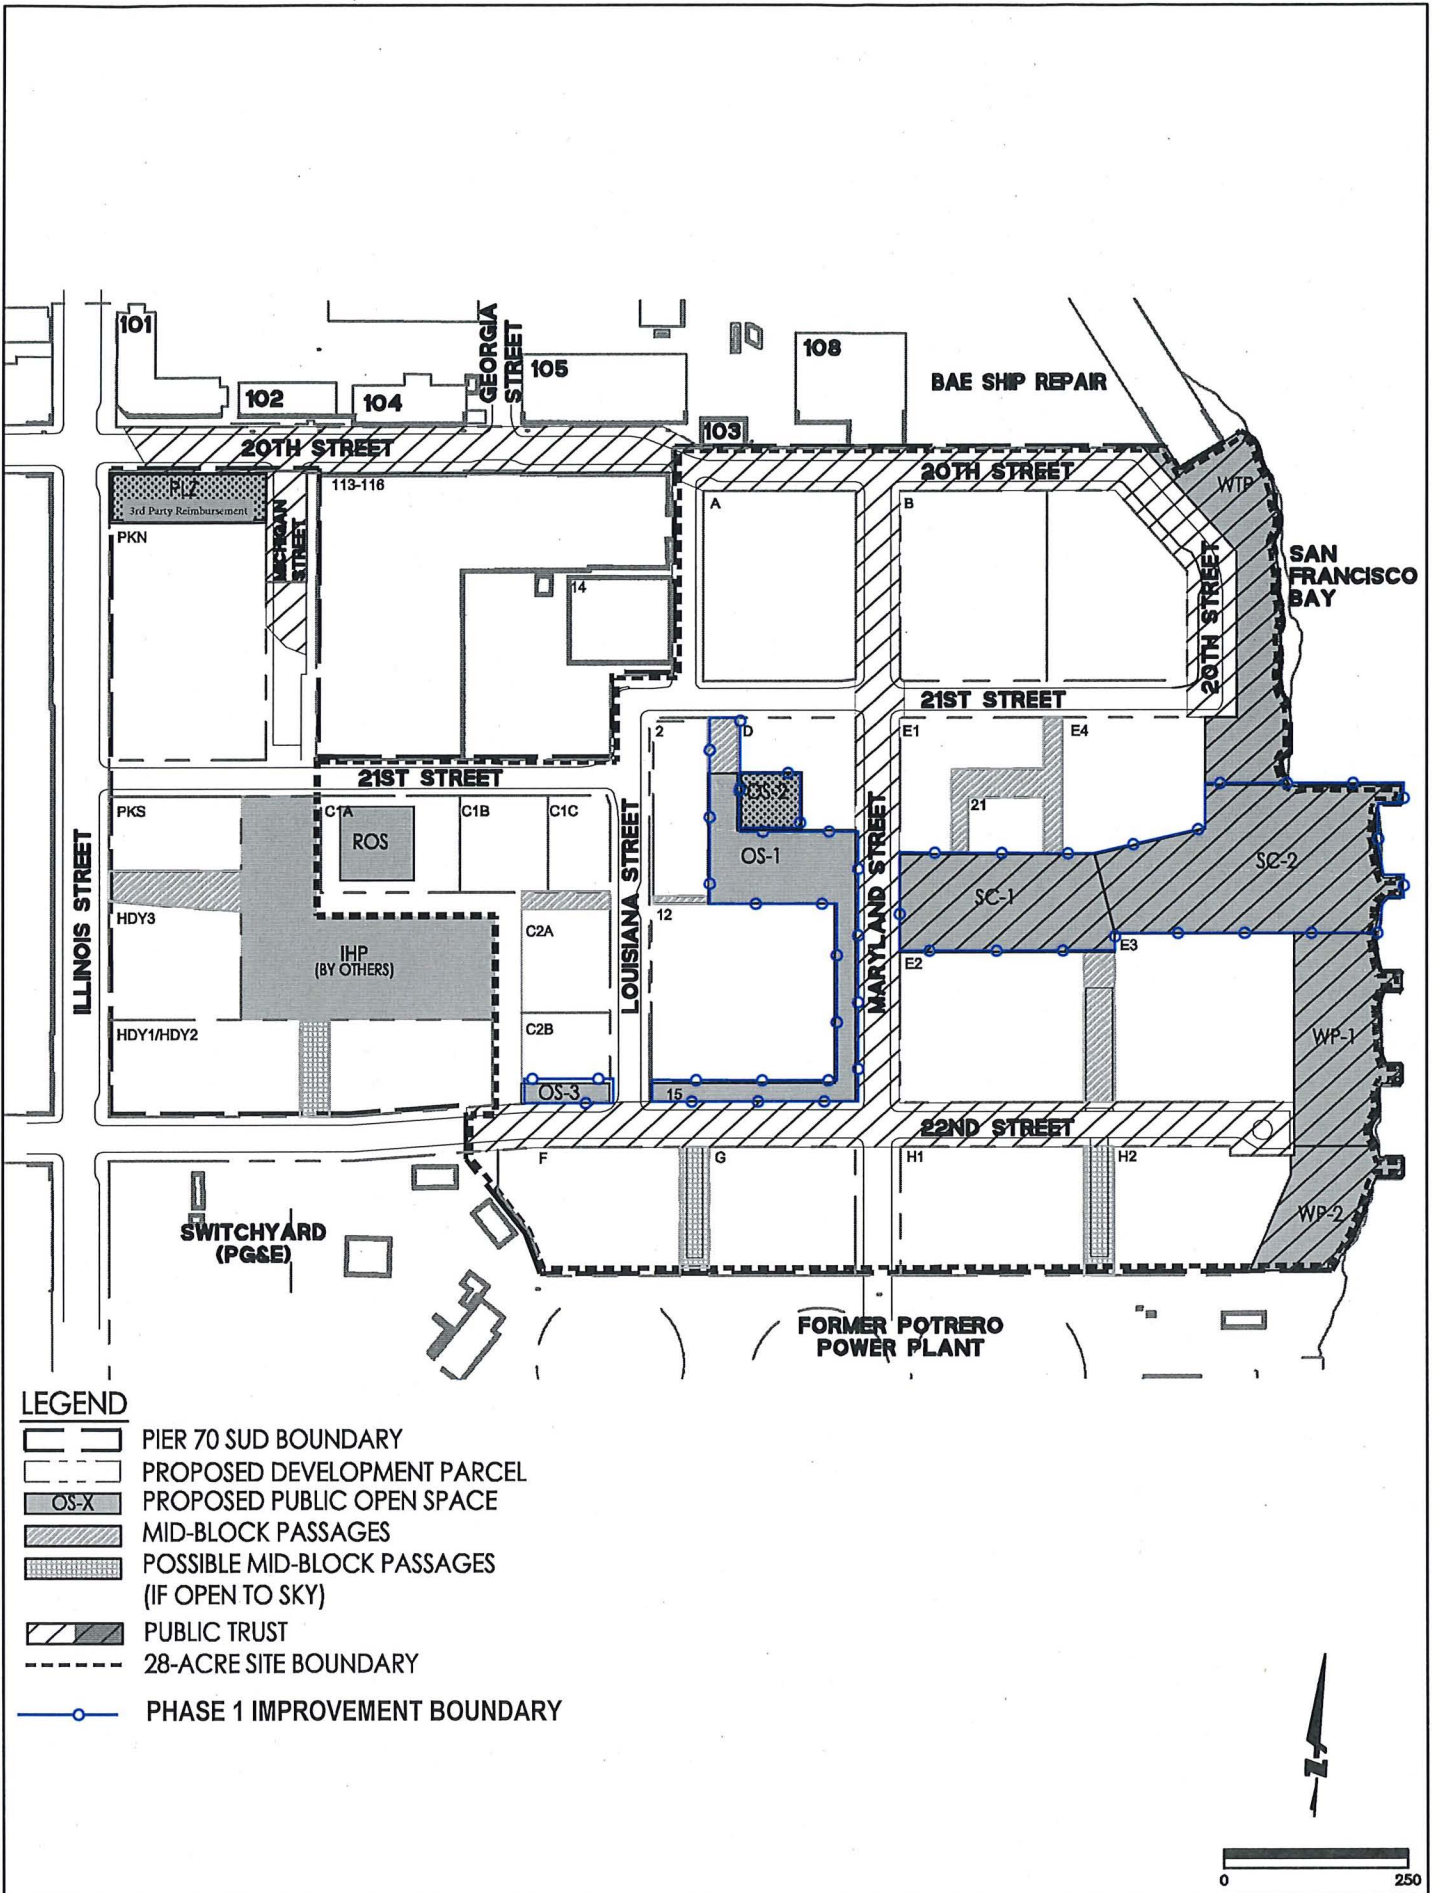 101
102
104
GEORGIA
STREET
105
108
103
BAE SHIP REPAIR
20TH STREET
20TH STREET
PLZ
3rd Party Reimbursement
MICHIGAN
STREET
113-116
A
B
WTP
PKN
14
20TH STREET
SAN
FRANCISCO
BAY
21ST STREET
2
D
E1
E4
21ST STREET
PKS
C1A
C1B
C1C
OS-2
21
ROS
ILLINOIS STREET
LOUISIANA STREET
OS-1
MARYLAND STREET
SC-1
SC-2
HDY3
12
C2A
IHP
(BY OTHERS)
E2
E3
HDY1/HDY2
C2B
WP-1
OS-3
15
22ND STREET
F
G
H1
H2
WP-2
SWITCHYARD
(PG&E)
FORMER POTRERO
POWER PLANT
LEGEND
PIER 70 SUD BOUNDARY
PROPOSED DEVELOPMENT PARCEL
OS-X
PROPOSED PUBLIC OPEN SPACE
MID-BLOCK PASSAGES
POSSIBLE MID-BLOCK PASSAGES
(IF OPEN TO SKY)
PUBLIC TRUST
28-ACRE SITE BOUNDARY
PHASE 1 IMPROVEMENT BOUNDARY
N
0 250